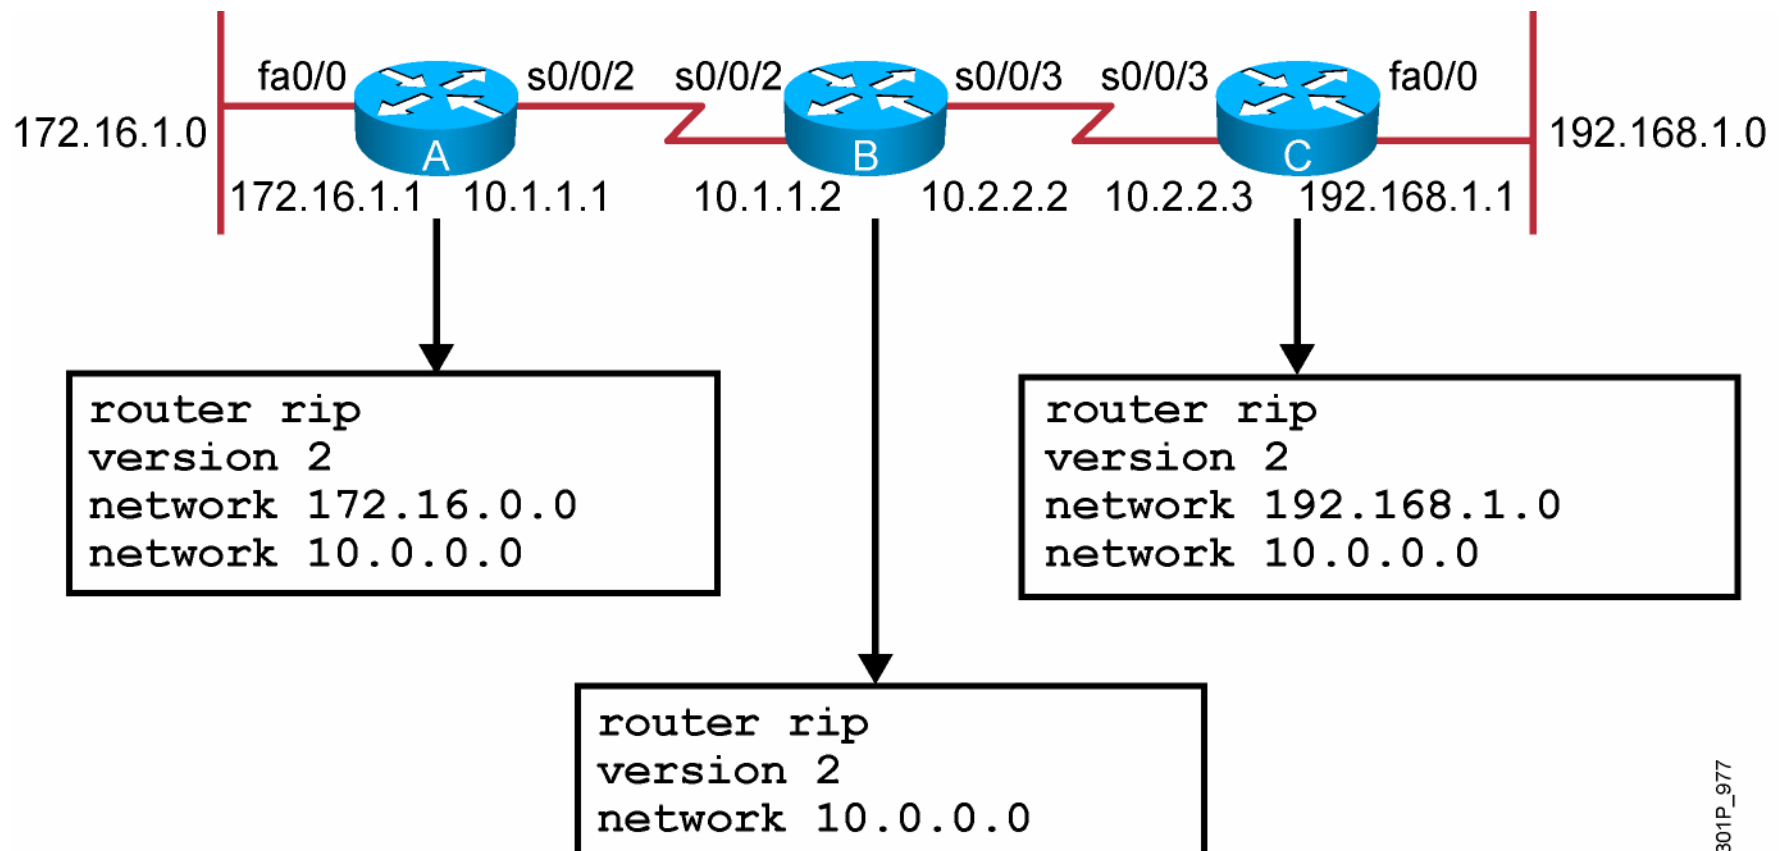 fa0/0 s0/0/2 s0/0/2 s0/0/3 s0/0/3 fa0/0
172.16.1.0 A B C 192.168.1.0
172.16.1.1 10.1.1.1 10.1.1.2 10.2.2.2 10.2.2.3 192.168.1.1
router rip
version 2
network 172.16.0.0
network 10.0.0.0
router rip
version 2
network 192.168.1.0
network 10.0.0.0
router rip
version 2
network 10.0.0.0
301P_977